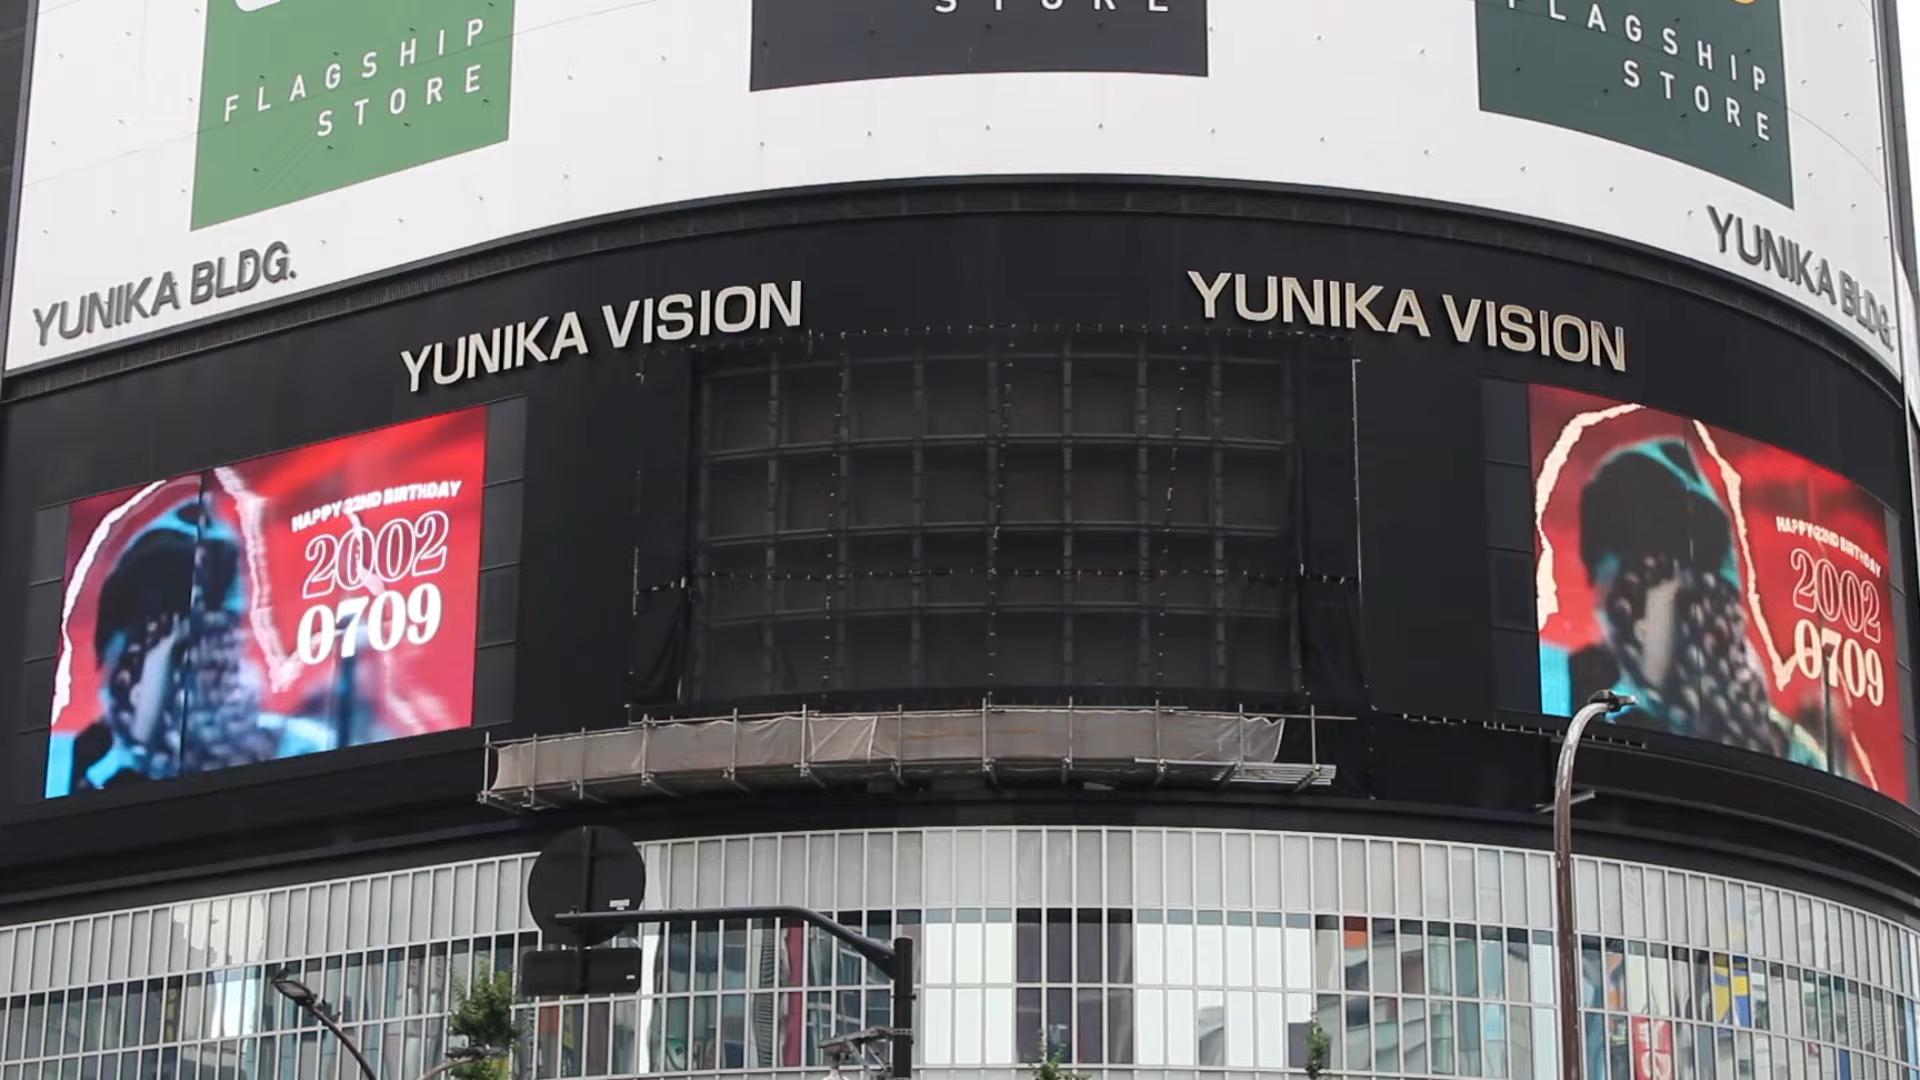 FLAGSHIP
STORE
STORE
FLAGSHIP
STORE
YUNIKA BLDG.
YUNIKA BLDG.
YUNIKA VISION
YUNIKA VISION
HAPPY 22ND BIRTHDAY
2002
0709
HAPPY 22ND BIRTHDAY
2002
0709